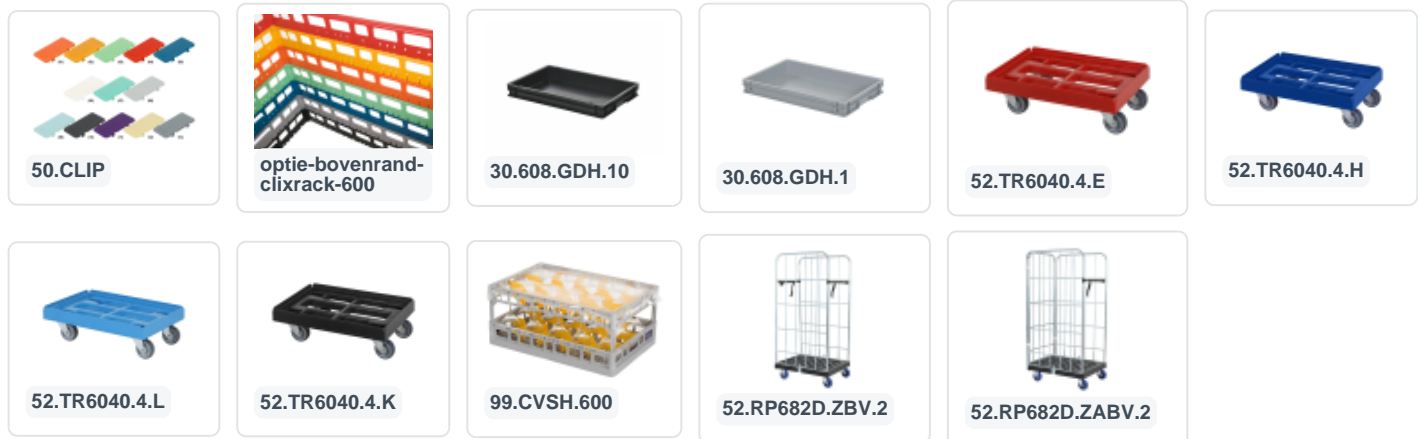 50.CLIP
optie-bovenrand-
clixrack-600
30.608.GDH.10
30.608.GDH.1
52.TR6040.4.E
52.TR6040.4.H
52.TR6040.4.L
52.TR6040.4.K
99.CVSH.600
52.RP682D.ZBV.2
52.RP682D.ZABV.2